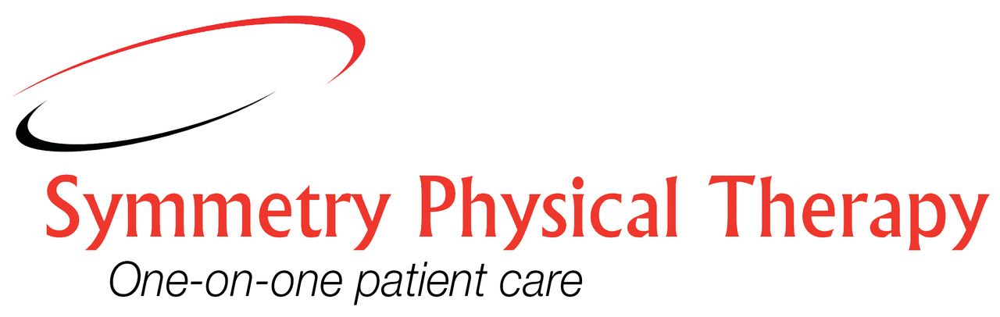 Symmetry Physical Therapy
One-on-one patient care